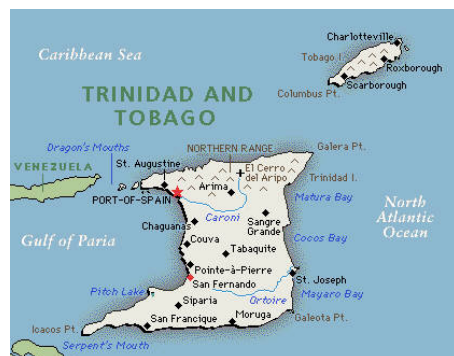 Charlotteville
Caribbean Sea
Tobago I.
Roxborough
Scarborough
Columbus Pt.
TRINIDAD AND
TOBAGO
Dragon's Mouths
NORTHERN RANGE
Galera Pt.
St. Augustine
El Cerro
del Aripo
VENEZUELA
Trinidad I.
Arima
PORT-OF-SPAIN
Matura Bay
North
Atlantic
Ocean
Caroni
Sangre
Grande
Chaguanas
Gulf of Paria
Couva
Cocos Bay
Tabaquite
Pointe-à-Pierre
St. Joseph
San Fernando
Pitch Lake
Mayaro Bay
Ortoire
Siparia
Moruga
Galeota Pt.
San Francique
Icacos Pt.
Serpent's Mouth